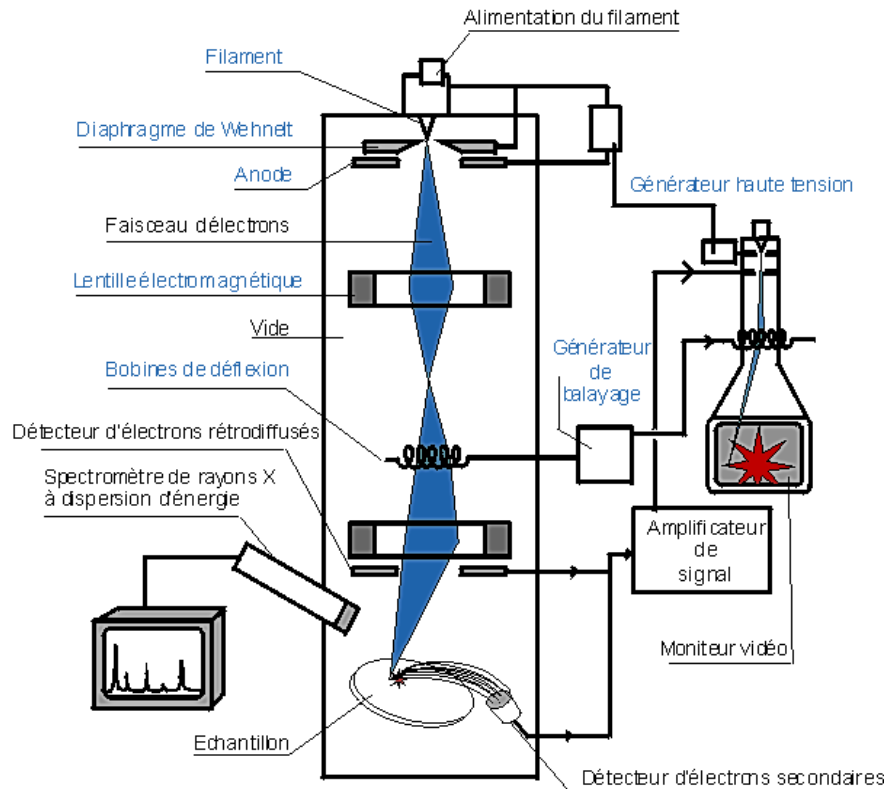 Alimentation du filament
Filament
Diaphragme de Wehnelt
Anode
Générateur haute tension
Faisceau délectrons
Lentille électromagnétique
Vide
Bobines de déflexion
Générateur
de
balayage
Détecteur d'électrons rétrodiffusés
Spectromètre de rayons X
à dispersion d'énergie
Amplificateur
de
signal
Moniteur vidéo
Echantillon
Détecteur d'électrons secondaires